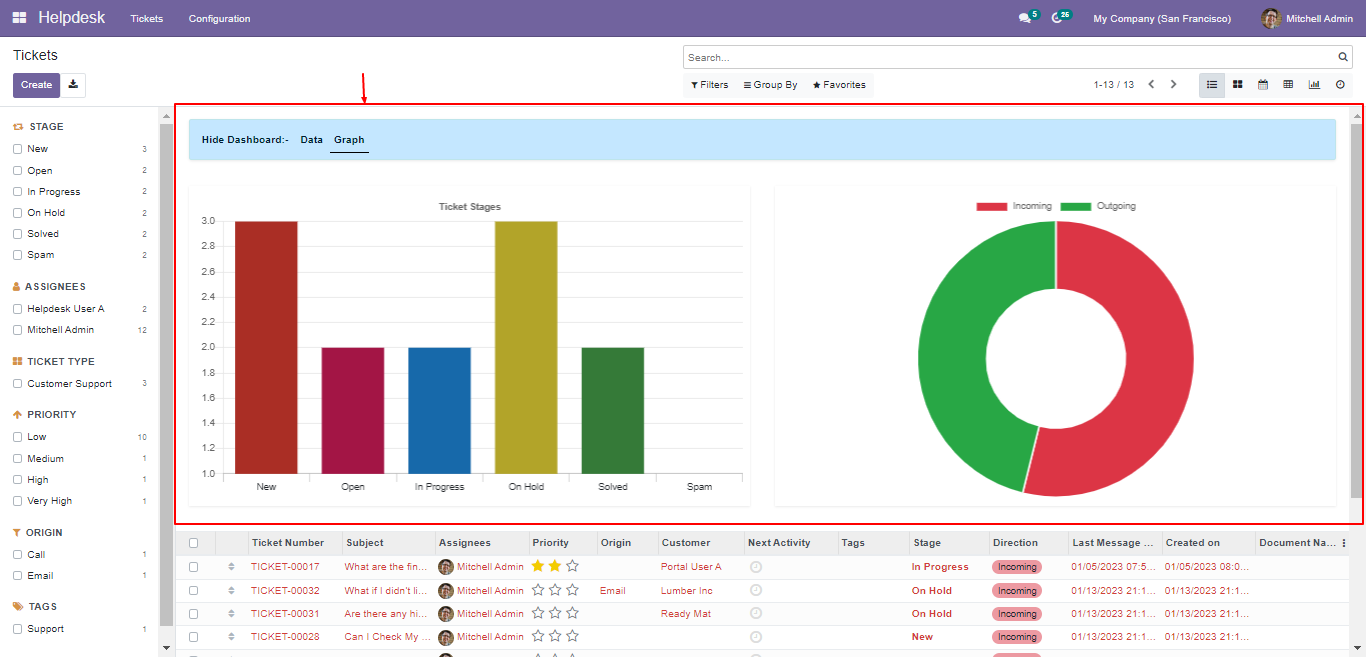 Helpdesk Tickets Configuration 5 26 My Company (San Francisco) Mitchell Admin
Tickets
Search...
Create
Filters Group By Favorites 1-13 / 13
STAGE
New 3
Open 2
In Progress 2
On Hold 2
Solved 2
Spam 2
ASSIGNEES
Helpdesk User A 2
Mitchell Admin 12
TICKET TYPE
Customer Support 3
PRIORITY
Low 10
Medium 1
High 1
Very High 1
ORIGIN
Call 1
Email 1
TAGS
Support 1
Hide Dashboard:- Data Graph
Ticket Stages
3.0
2.8
2.6
2.4
2.2
2.0
1.8
1.6
1.4
1.2
1.0
New Open In Progress On Hold Solved Spam
Incoming Outgoing
Ticket Number Subject Assignees Priority Origin Customer Next Activity Tags Stage Direction Last Message ... Created on Document Na...
TICKET-00017 What are the fin... Mitchell Admin Portal User A In Progress Incoming 01/05/2023 07:5... 01/05/2023 08:0...
TICKET-00032 What if I didn't li... Mitchell Admin Email Lumber Inc On Hold Incoming 01/13/2023 21:1... 01/13/2023 21:1...
TICKET-00031 Are there any hi... Mitchell Admin Ready Mat On Hold Incoming 01/13/2023 21:1... 01/13/2023 21:1...
TICKET-00028 Can I Check My ... Mitchell Admin New Incoming 01/13/2023 21:1... 01/13/2023 21:1...